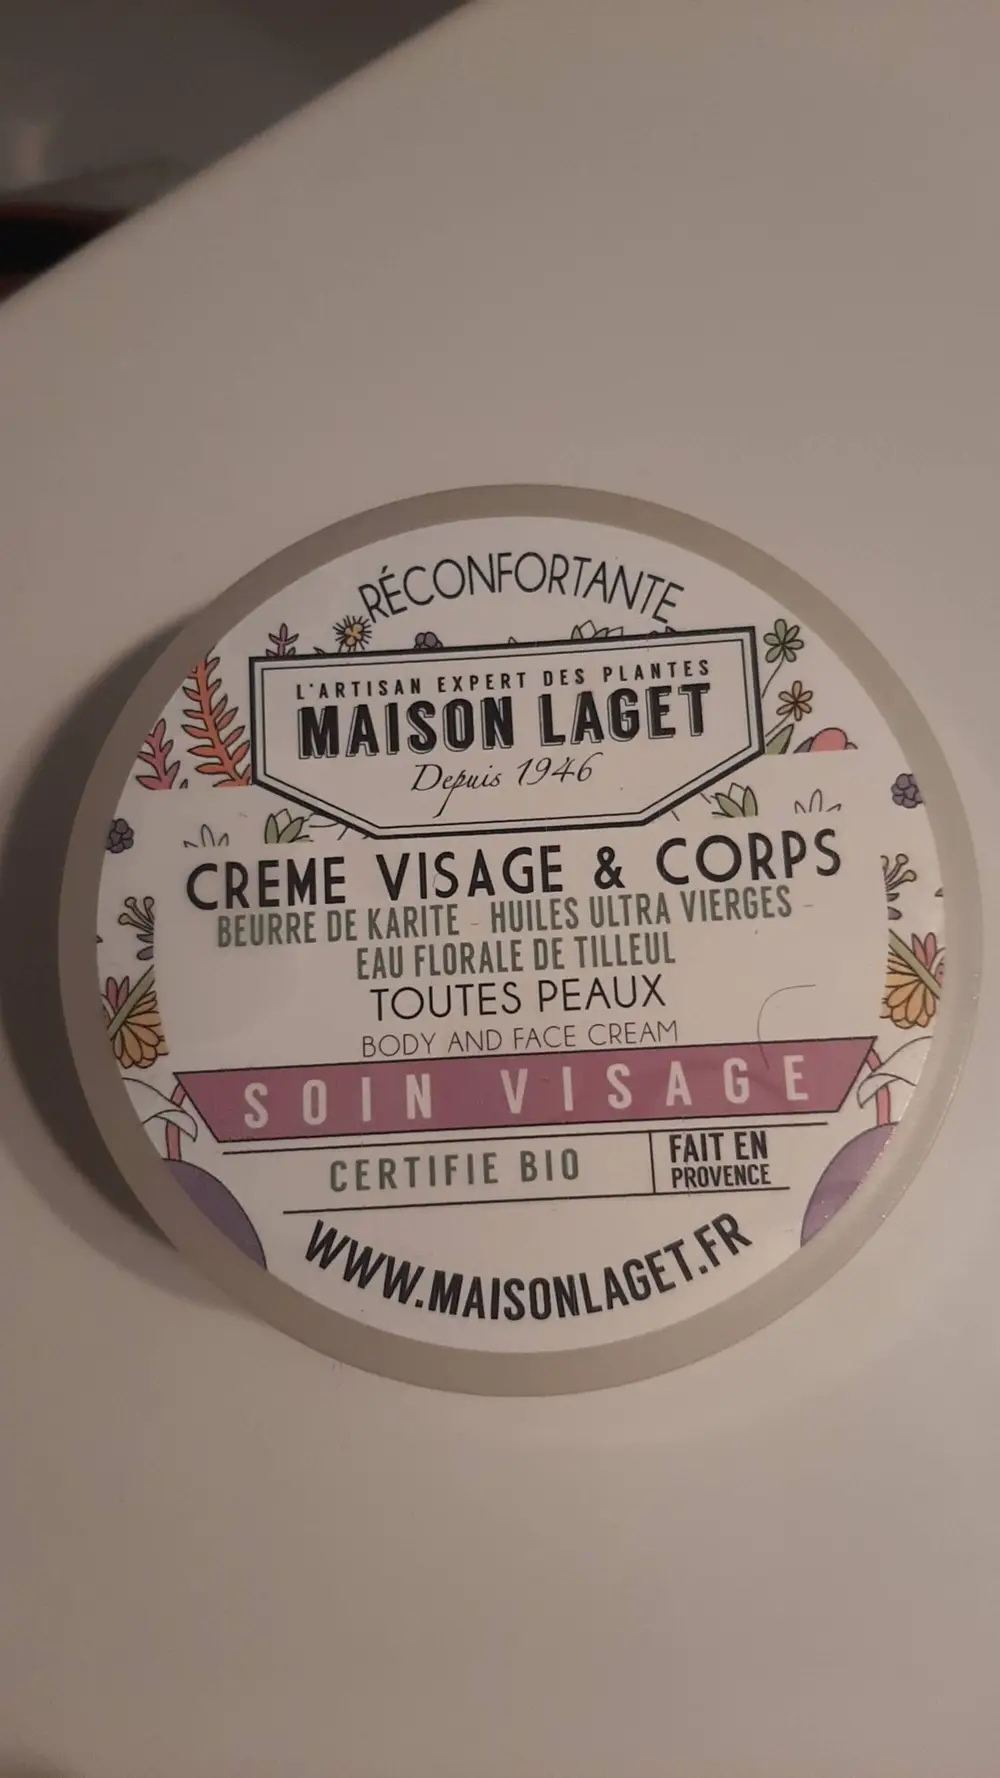 RÉCONFORTANTE
L'ARTISAN EXPERT DES PLANTES
MAISON LAGET
Depuis 1946
CREME VISAGE & CORPS
BEURRE DE KARITE - HUILES ULTRA VIERGES -
EAU FLORALE DE TILLEUL
TOUTES PEAUX
BODY AND FACE CREAM
SOIN VISAGE
CERTIFIE BIO
FAIT EN
PROVENCE
WWW.MAISONLAGET.FR